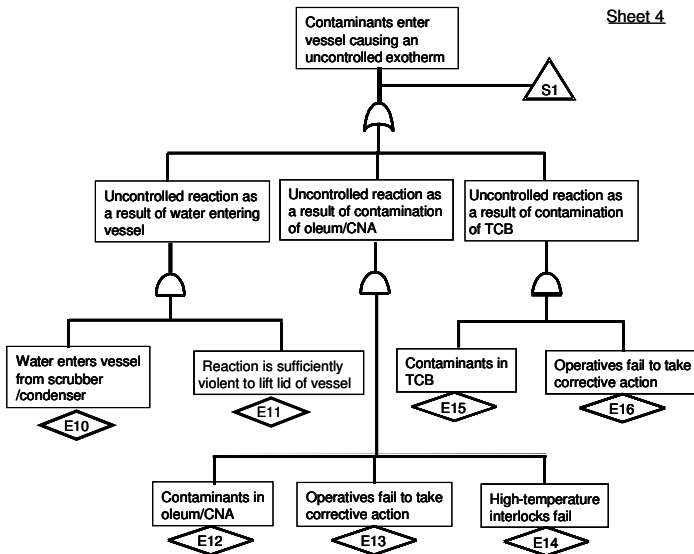 Sheet 4
Contaminants enter
vessel causing an
uncontrolled exotherm
S1
Uncontrolled reaction as
a result of water entering
vessel
Uncontrolled reaction as
a result of contamination
of oleum/CNA
Uncontrolled reaction as
a result of contamination
of TCB
Water enters vessel
from scrubber
/condenser
E10
Reaction is sufficiently
violent to lift lid of vessel
E11
Contaminants in
TCB
E15
Operatives fail to take
corrective action
E16
Contaminants in
oleum/CNA
E12
Operatives fail to take
corrective action
E13
High-temperature
interlocks fail
E14